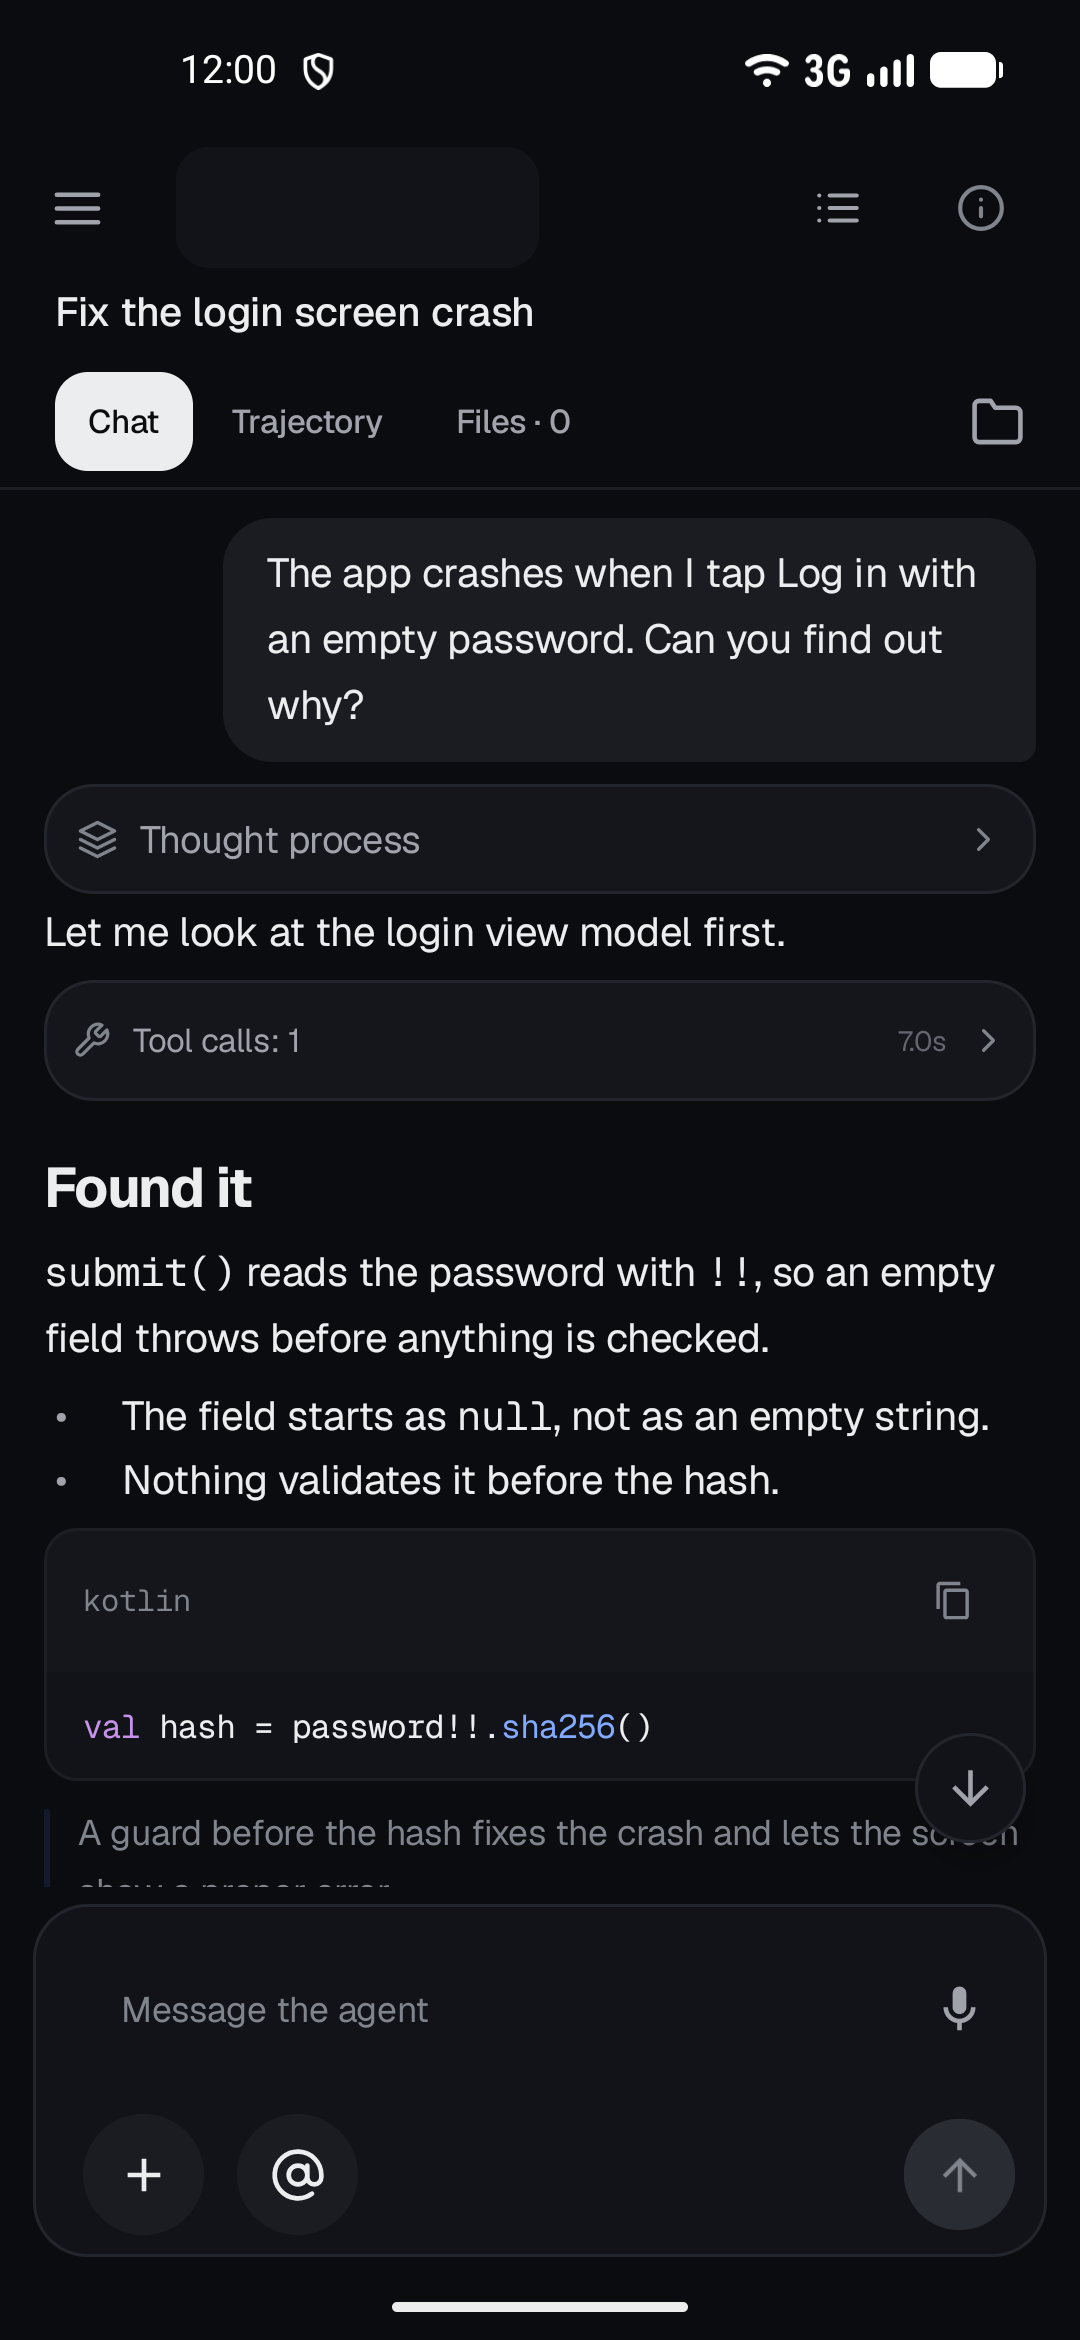 12:00
3G
Fix the login screen crash
Chat
Trajectory
Files · 0
The app crashes when I tap Log in with
an empty password. Can you find out
why?
Thought process
Let me look at the login view model first.
Tool calls: 1
7.0s
Found it
submit() reads the password with !!, so an empty
field throws before anything is checked.
• The field starts as null, not as an empty string.
• Nothing validates it before the hash.
kotlin
val hash = password!!.sha256()
A guard before the hash fixes the crash and lets the screen
show a proper error
Message the agent